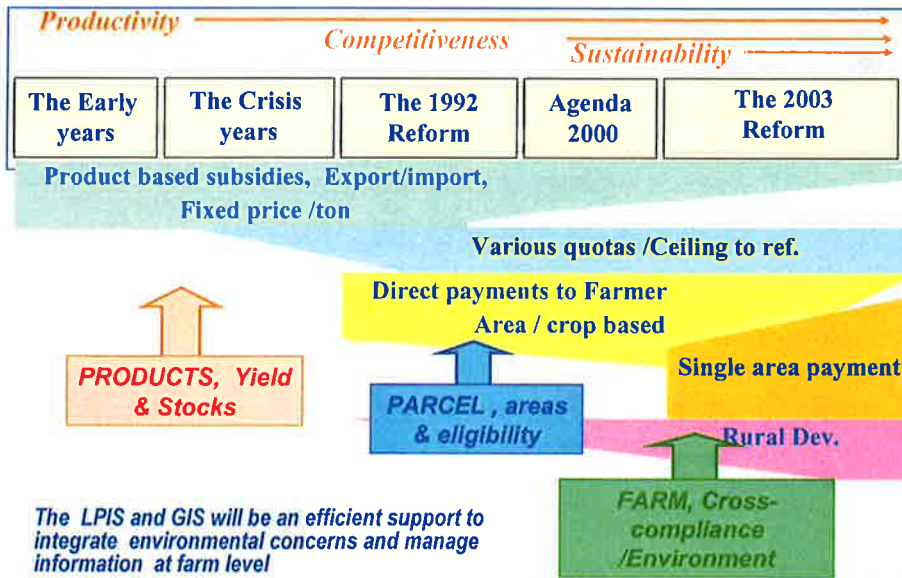 Productivity
Competitiveness
Sustainability
The Early
years
The Crisis
years
The 1992
Reform
Agenda
2000
The 2003
Reform
Product based subsidies, Export/import,
Fixed price /ton
Various quotas /Ceiling to ref.
Direct payments to Farmer
Area / crop based
Single area payment
PRODUCTS, Yield
& Stocks
PARCEL , areas
& eligibility
Rural Dev.
FARM, Cross-
compliance
/Environment
The LPIS and GIS will be an efficient support to
integrate environmental concerns and manage
information at farm level